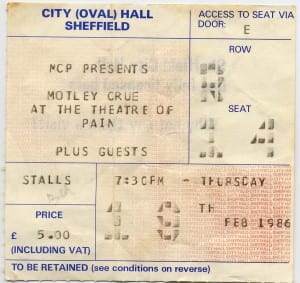 CITY (OVAL) HALL
SHEFFIELD
ACCESS TO SEAT VIA
DOOR: E
MCP PRESENTS
MOTLEY CRUE
AT THE THEATRE OF
PAIN
PLUS GUESTS
ROW
SEAT
STALLS
7:30PM - THURSDAY
TH
FEB 1986
PRICE
£ 5.00
(INCLUDING VAT)
TO BE RETAINED (see conditions on reverse)